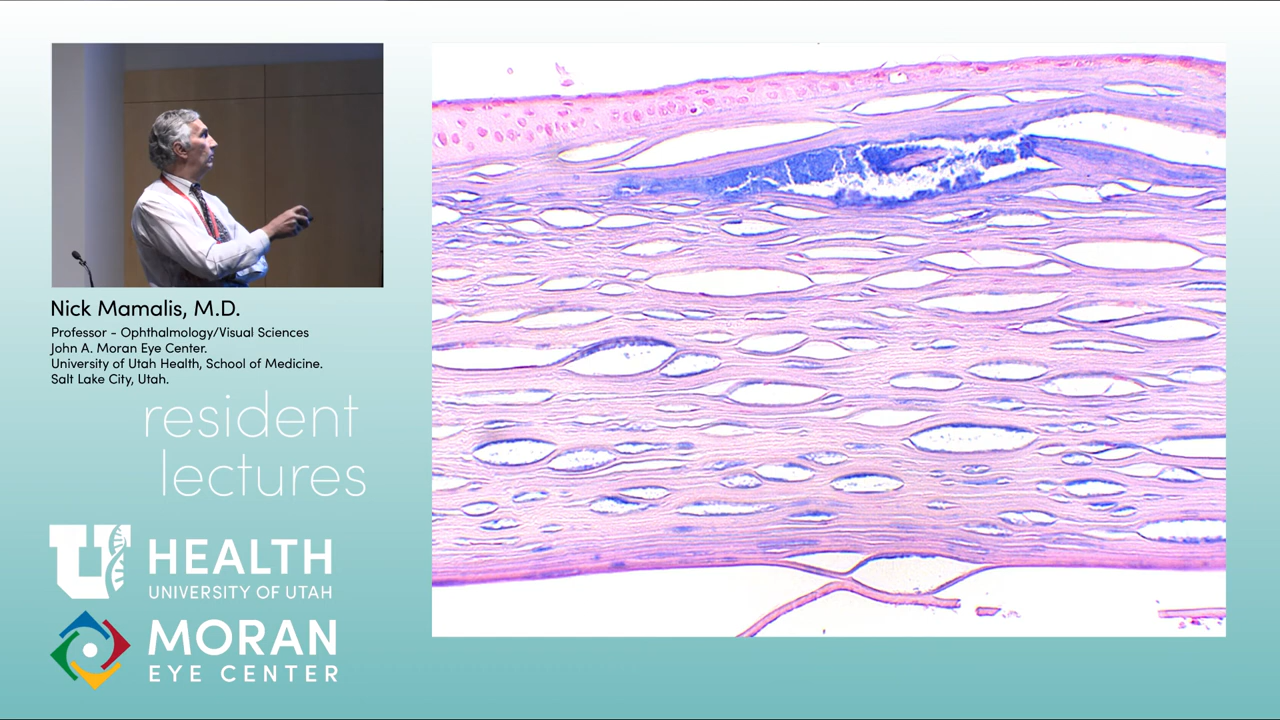 Nick Mamalis, M.D.
Professor - Ophthalmology/Visual Sciences
John A. Moran Eye Center.
University of Utah Health, School of Medicine.
Salt Lake City, Utah.
resident
lectures
U
HEALTH
UNIVERSITY OF UTAH
MORAN
EYE CENTER